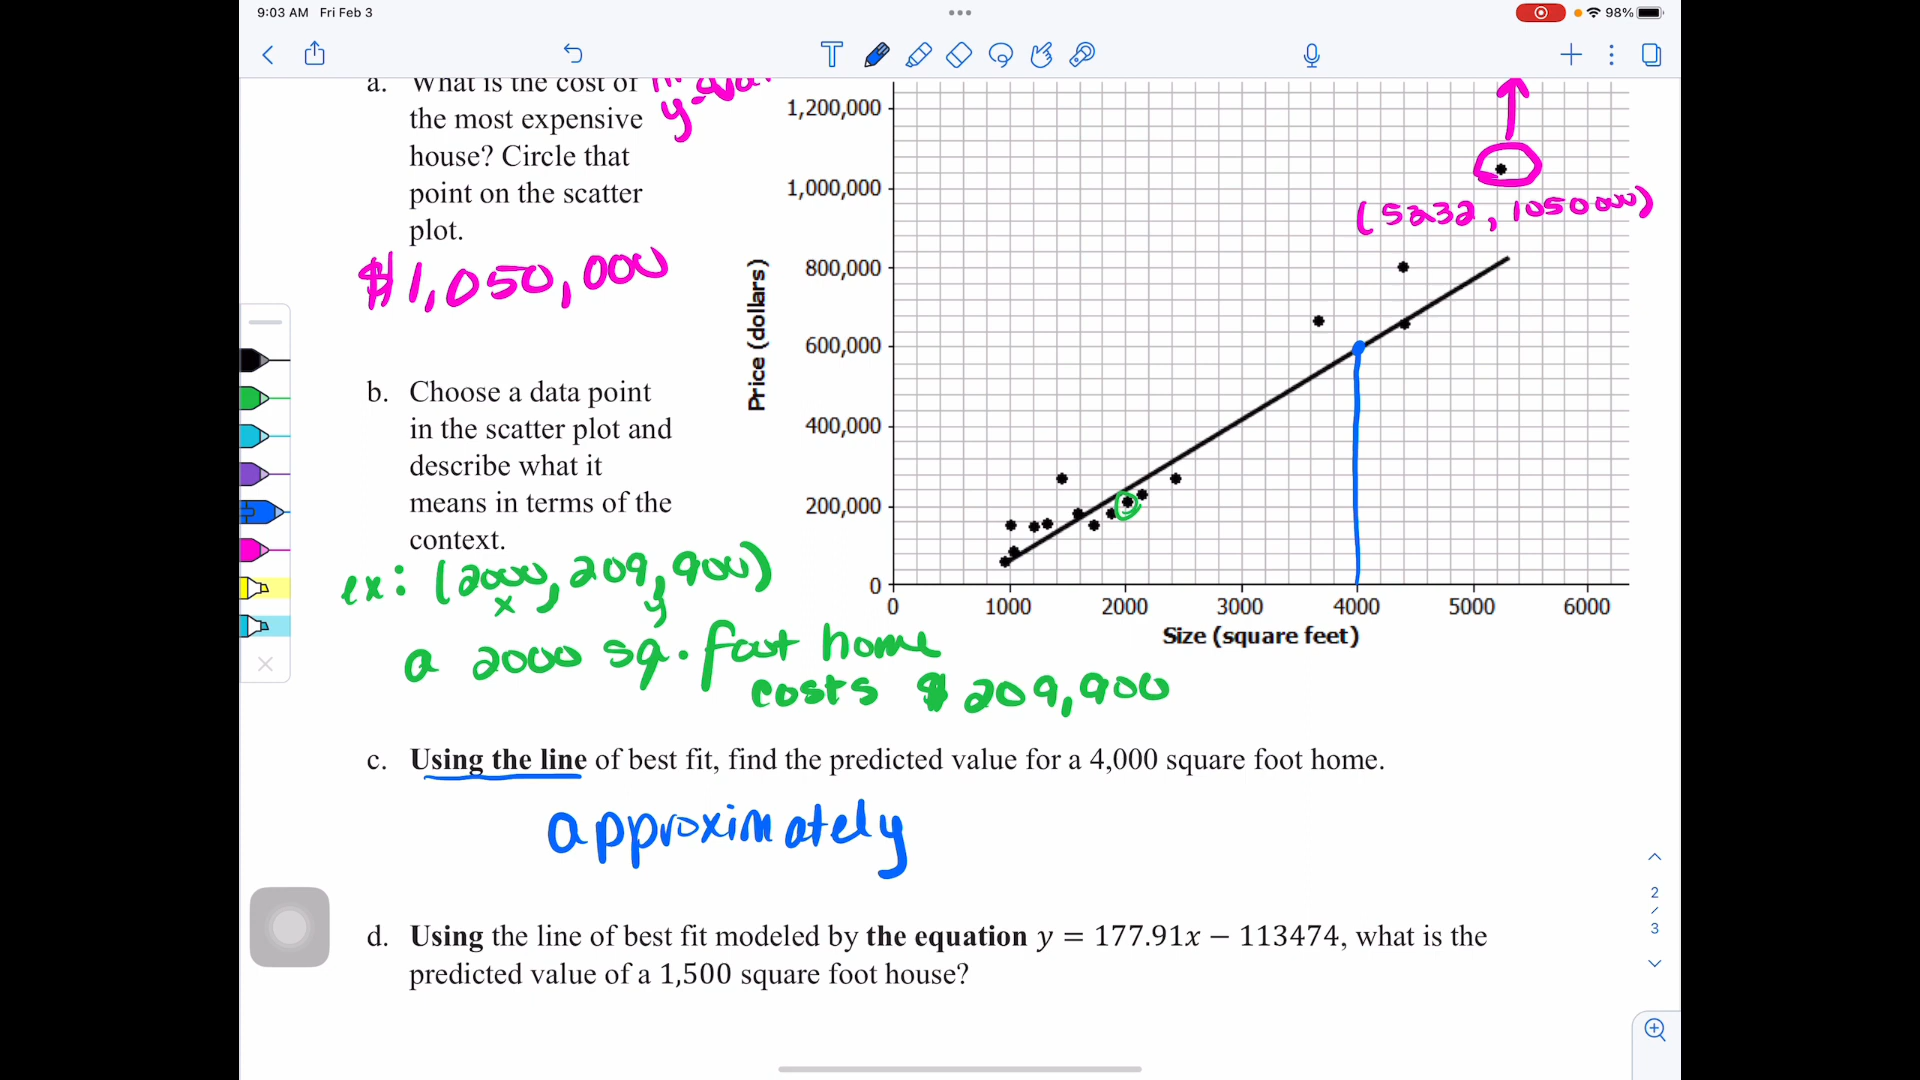 9:03 AM Fri Feb 3
98%
a. What is the cost of
the most expensive
house? Circle that
point on the scatter
plot.
$1,050,000
b. Choose a data point
in the scatter plot and
describe what it
means in terms of the
context.
ex: (2000, 209,900)
x y
a 2000 sq. foot home
costs $209,900
1,200,000
1,000,000
800,000
600,000
400,000
200,000
0
Price (dollars)
(5232, 1050000)
0 1000 2000 3000 4000 5000 6000
Size (square feet)
c. Using the line of best fit, find the predicted value for a 4,000 square foot home.
approximately
d. Using the line of best fit modeled by the equation y = 177.91x − 113474, what is the
predicted value of a 1,500 square foot house?
2
/
3